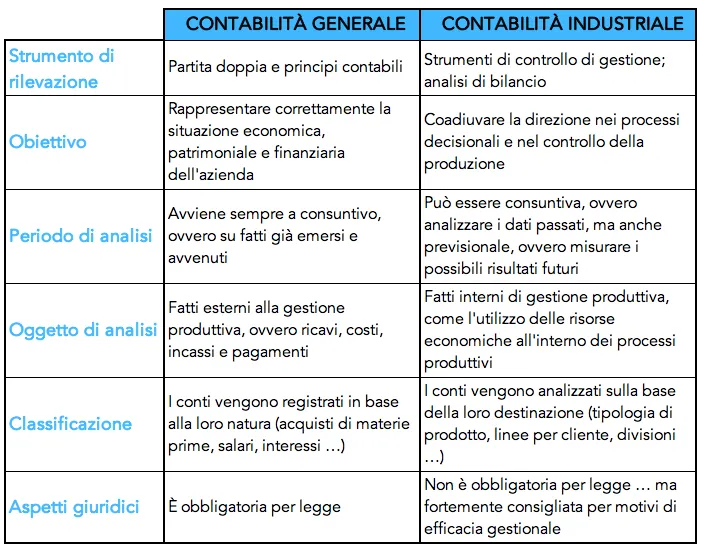 CONTABILITÀ GENERALE
CONTABILITÀ INDUSTRIALE
Strumento di
rilevazione
Partita doppia e principi contabili
Strumenti di controllo di gestione;
analisi di bilancio
Obiettivo
Rappresentare correttamente la
situazione economica,
patrimoniale e finanziaria
dell'azienda
Coadiuvare la direzione nei processi
decisionali e nel controllo della
produzione
Periodo di analisi
Avviene sempre a consuntivo,
ovvero su fatti già emersi e
avvenuti
Può essere consuntiva, ovvero
analizzare i dati passati, ma anche
previsionale, ovvero misurare i
possibili risultati futuri
Oggetto di analisi
Fatti esterni alla gestione
produttiva, ovvero ricavi, costi,
incassi e pagamenti
Fatti interni di gestione produttiva,
come l'utilizzo delle risorse
economiche all'interno dei processi
produttivi
Classificazione
I conti vengono registrati in base
alla loro natura (acquisti di materie
prime, salari, interessi …)
I conti vengono analizzati sulla base
della loro destinazione (tipologia di
prodotto, linee per cliente, divisioni
…)
Aspetti giuridici
È obbligatoria per legge
Non è obbligatoria per legge … ma
fortemente consigliata per motivi di
efficacia gestionale